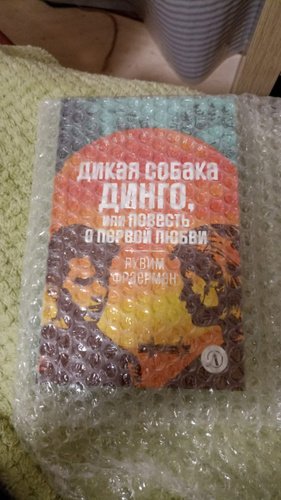 ДИКАЯ СОБАКА
ДИНГО,
ИЛИ ПОВЕСТЬ
О ПЕРВОЙ ЛЮБВИ
РУВИМ
ФРАЕРМАН